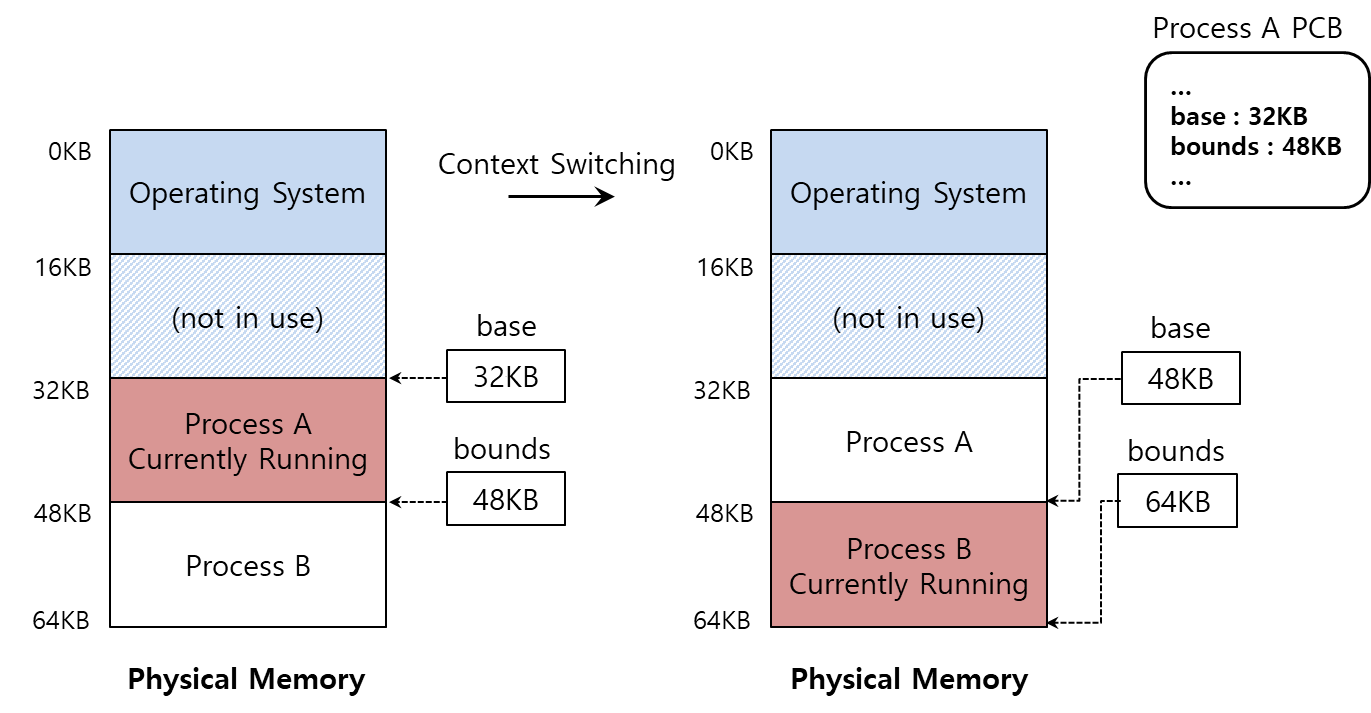 Process A PCB
...
base : 32KB
bounds : 48KB
...
0KB
Operating System
16KB
(not in use)
32KB
Process A
Currently Running
48KB
Process B
64KB
Physical Memory
base
32KB
bounds
48KB
Context Switching
0KB
Operating System
16KB
(not in use)
32KB
Process A
48KB
Process B
Currently Running
64KB
Physical Memory
base
48KB
bounds
64KB